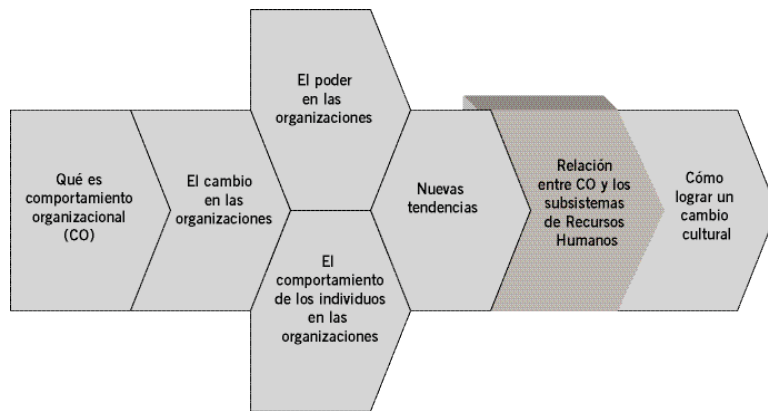 Qué es
comportamiento
organizacional
(CO)
El cambio
en las
organizaciones
El poder
en las
organizaciones
El
comportamiento
de los individuos
en las
organizaciones
Nuevas
tendencias
Relación
entre CO y los
subsistemas
de Recursos
Humanos
Cómo
lograr un
cambio
cultural